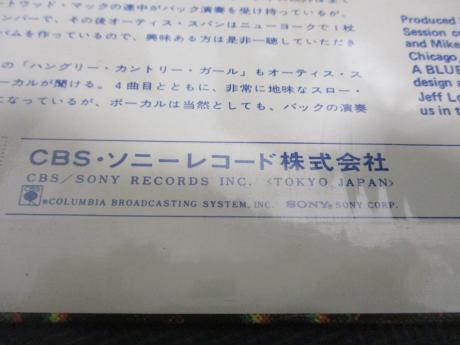 ートウッド・マックの連中がバック演奏を受け持っているが、
ンバーで、その後オーティス・スパンはニューヨークで1枚
バムを作っているので、興味ある方は是非一聴していただき
の「ハングリー・カントリー・ガール」もオーティス・ス
ーカルが聞ける。4曲目とともに、非常に地味なスロー・
になっているが、ボーカルは当然としても、バックの演奏
Produced
Session co
and Mike
Chicago
A BLUE
design a
Jeff Lo
us in t
CBS・ソニーレコード株式会社
CBS/SONY RECORDS INC. <TOKYO JAPAN>
®COLUMBIA BROADCASTING SYSTEM, INC. SONY® SONY CORP.